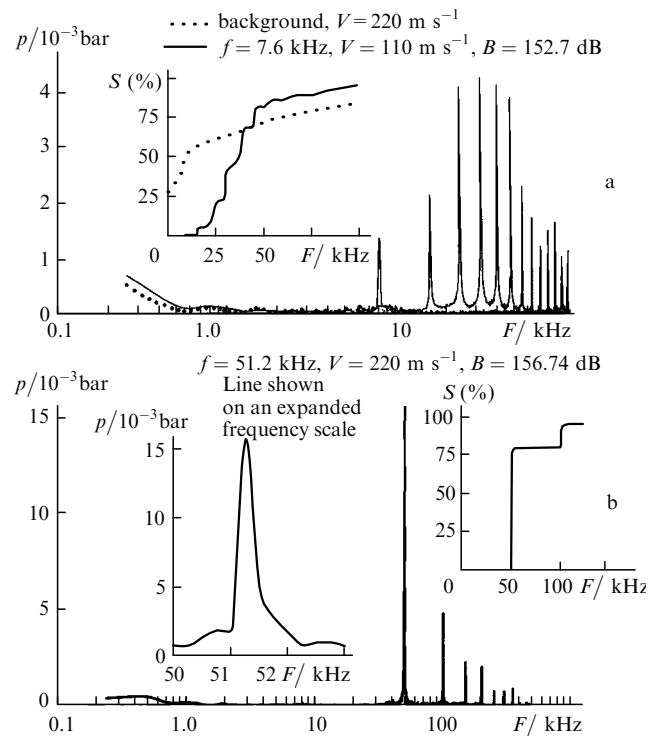 p/10⁻³bar
background, V = 220 m s⁻¹
f = 7.6 kHz, V = 110 m s⁻¹, B = 152.7 dB
S (%)
4
75
3
50
2
25
a
25
50
F/ kHz
1
0
0.1
1.0
10
F/ kHz
f = 51.2 kHz, V = 220 m s⁻¹, B = 156.74 dB
p/10⁻³bar
Line shown
on an expanded
frequency scale
S (%)
15
p/10⁻³bar
100
15
75
10
10
50
b
25
5
5
0
50
100
F/ kHz
0
50
51
52
F/ kHz
0
0.1
1.0
10
100
F/ kHz